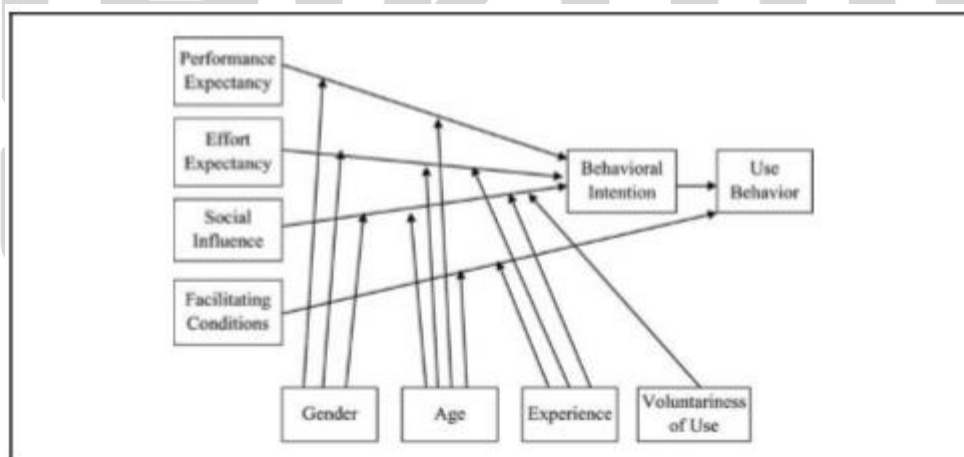 Performance
Expectancy
Effort
Expectancy
Social
Influence
Facilitating
Conditions
Behavioral
Intention
Use
Behavior
Gender
Age
Experience
Voluntariness
of Use